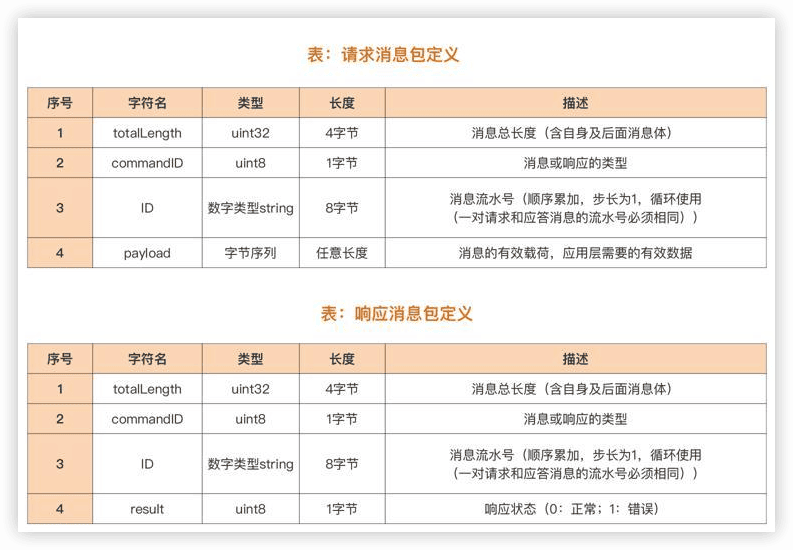 表：请求消息包定义
序号 字符名 类型 长度 描述
1 totalLength uint32 4字节 消息总长度（含自身及后面消息体）
2 commandID uint8 1字节 消息或响应的类型
3 ID 数字类型string 8字节 消息流水号（顺序累加，步长为1，循环使用
（一对请求和应答消息的流水号必须相同））
4 payload 字节序列 任意长度 消息的有效载荷，应用层需要的有效数据
表：响应消息包定义
序号 字符名 类型 长度 描述
1 totalLength uint32 4字节 消息总长度（含自身及后面消息体）
2 commandID uint8 1字节 消息或响应的类型
3 ID 数字类型string 8字节 消息流水号（顺序累加，步长为1，循环使用
（一对请求和应答消息的流水号必须相同））
4 result uint8 1字节 响应状态（0：正常；1：错误）